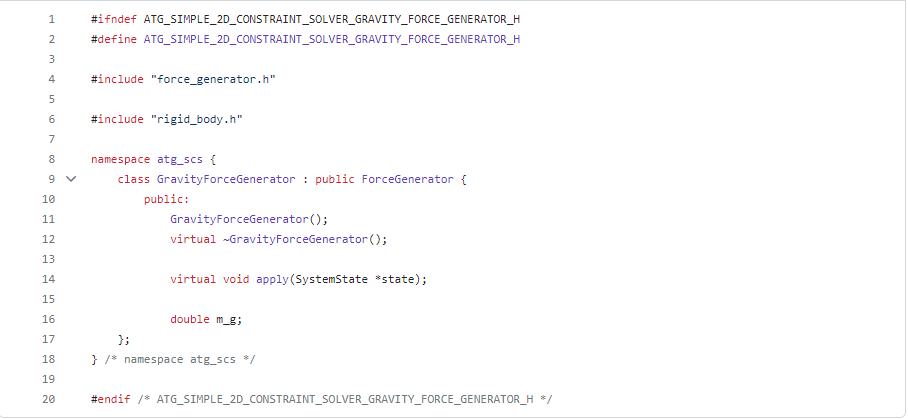 1 #ifndef ATG_SIMPLE_2D_CONSTRAINT_SOLVER_GRAVITY_FORCE_GENERATOR_H
2 #define ATG_SIMPLE_2D_CONSTRAINT_SOLVER_GRAVITY_FORCE_GENERATOR_H
3
4 #include "force_generator.h"
5
6 #include "rigid_body.h"
7
8 namespace atg_scs {
9 class GravityForceGenerator : public ForceGenerator {
10 public:
11 GravityForceGenerator();
12 virtual ~GravityForceGenerator();
13
14 virtual void apply(SystemState *state);
15
16 double m_g;
17 };
18 } /* namespace atg_scs */
19
20 #endif /* ATG_SIMPLE_2D_CONSTRAINT_SOLVER_GRAVITY_FORCE_GENERATOR_H */